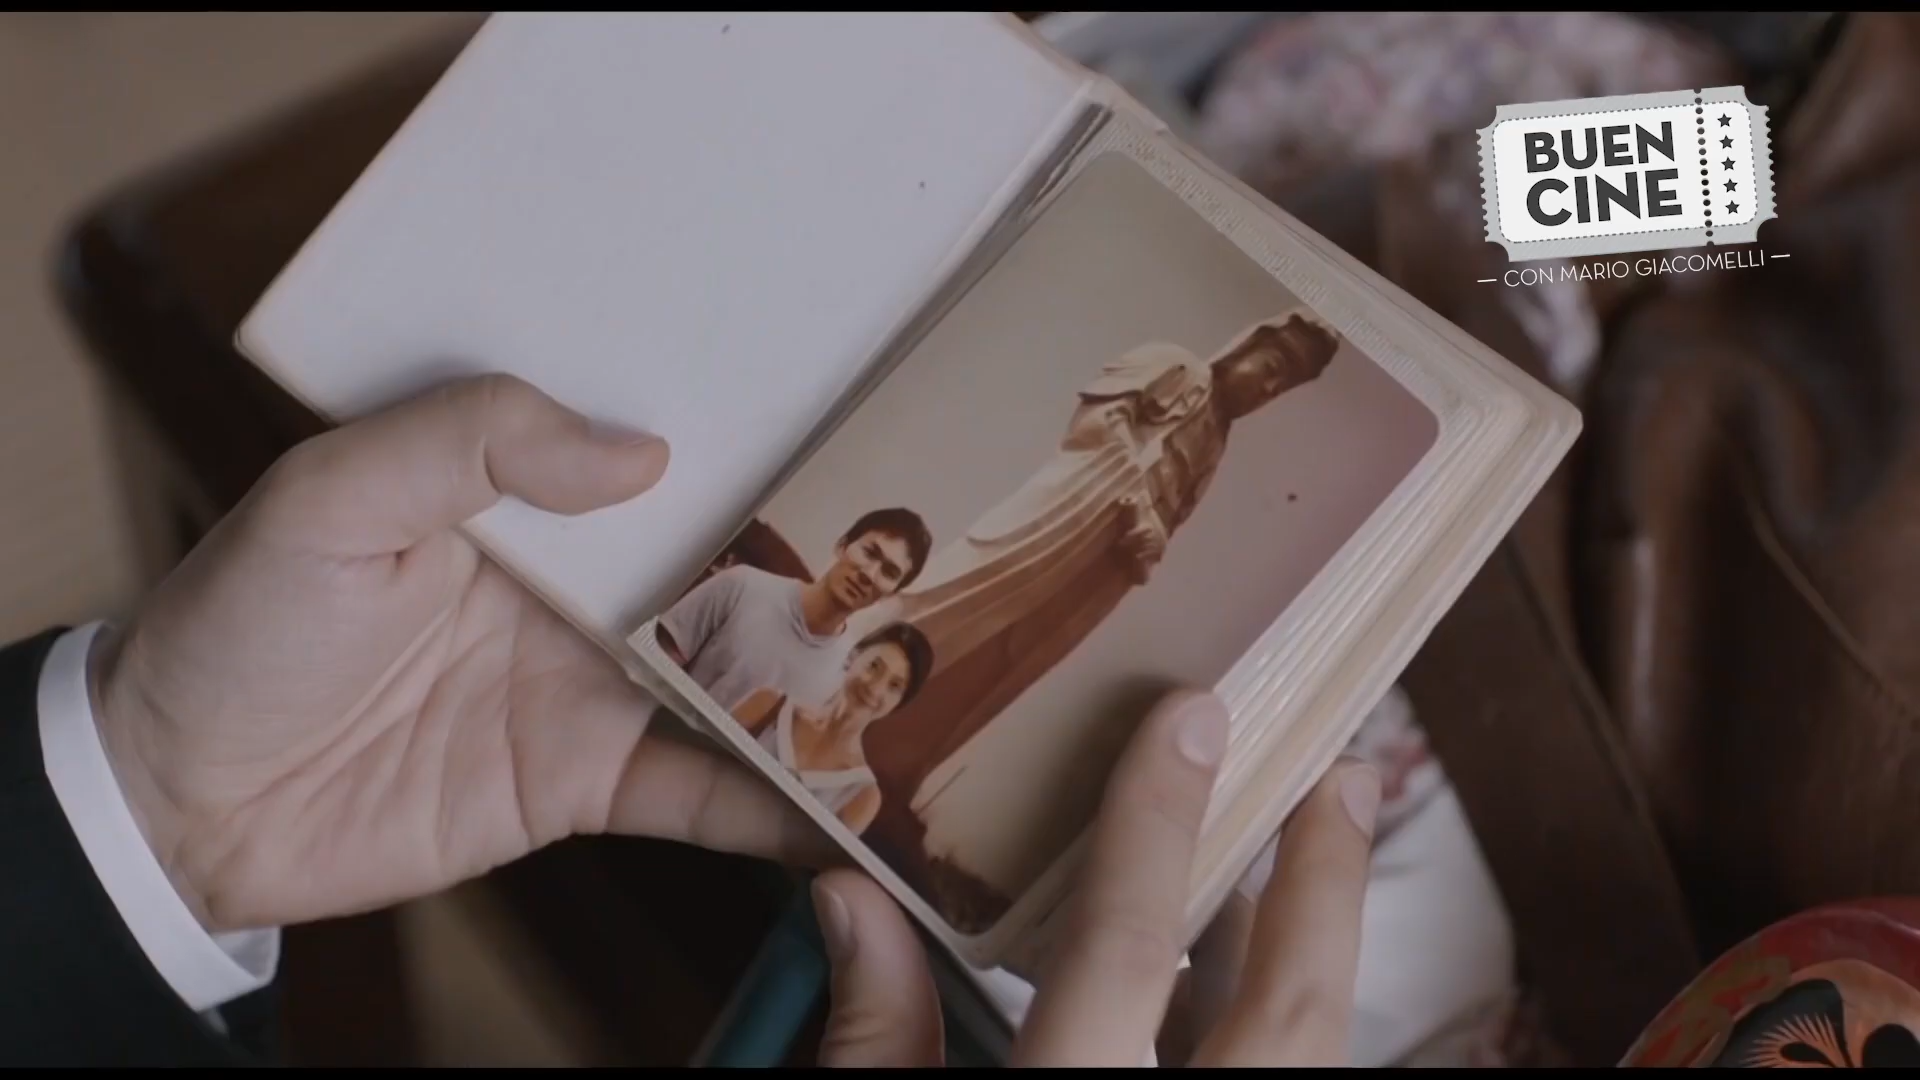 BUEN
CINE
— CON MARIO GIACOMELLI —